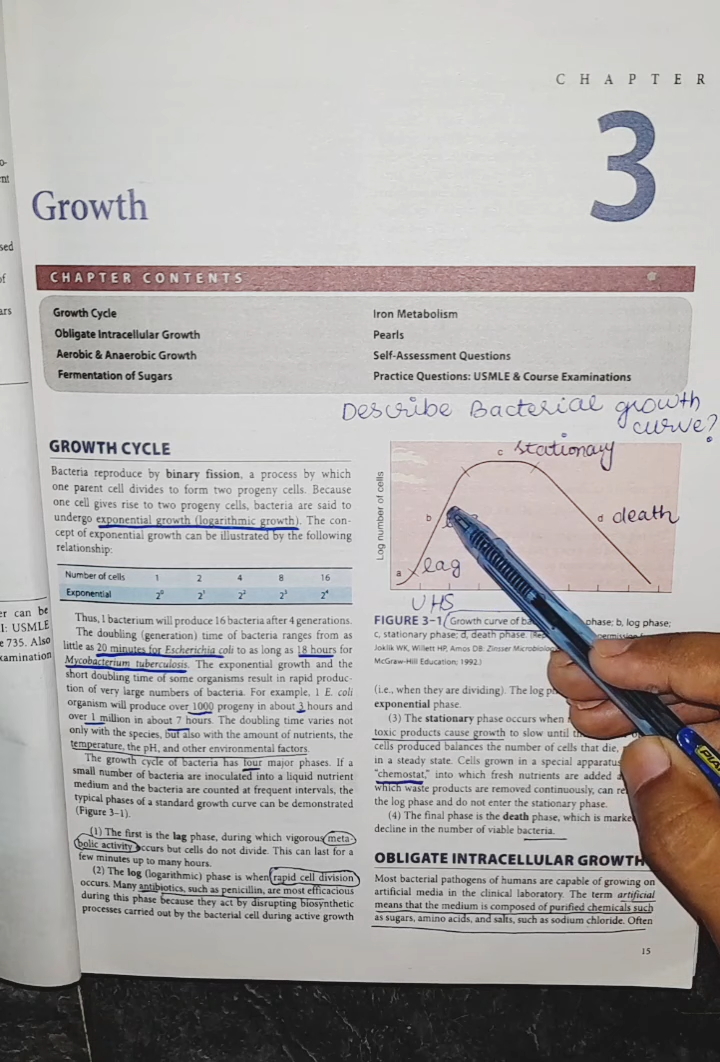 CHAPTER
3
Growth
CHAPTER CONTENTS
Growth Cycle
Obligate Intracellular Growth
Aerobic & Anaerobic Growth
Fermentation of Sugars
Iron Metabolism
Pearls
Self-Assessment Questions
Practice Questions: USMLE & Course Examinations
Describe Bacterial growth
curve?
GROWTH CYCLE
Bacteria reproduce by binary fission, a process by which
one parent cell divides to form two progeny cells. Because
one cell gives rise to two progeny cells, bacteria are said to
undergo exponential growth (logarithmic growth). The con-
cept of exponential growth can be illustrated by the following
relationship:
Number of cells 1 2 4 8 16
Exponential 2⁰ 2¹ 2² 2³ 2⁴
Thus, 1 bacterium will produce 16 bacteria after 4 generations.
The doubling (generation) time of bacteria ranges from as
little as 20 minutes for Escherichia coli to as long as 18 hours for
Mycobacterium tuberculosis. The exponential growth and the
short doubling time of some organisms result in rapid produc-
tion of very large numbers of bacteria. For example, 1 E. coli
organism will produce over 1000 progeny in about 3 hours and
over 1 million in about 7 hours. The doubling time varies not
only with the species, but also with the amount of nutrients, the
temperature, the pH, and other environmental factors.
The growth cycle of bacteria has four major phases. If a
small number of bacteria are inoculated into a liquid nutrient
medium and the bacteria are counted at frequent intervals, the
typical phases of a standard growth curve can be demonstrated
(Figure 3-1).
(1) The first is the lag phase, during which vigorous meta-
bolic activity occurs but cells do not divide. This can last for a
few minutes up to many hours.
(2) The log (logarithmic) phase is when rapid cell division
occurs. Many antibiotics, such as penicillin, are most efficacious
during this phase because they act by disrupting biosynthetic
processes carried out by the bacterial cell during active growth
Log number of cells
c stationary
b
d death
a lag
UHS
FIGURE 3-1 Growth curve of phase; b, log phase;
c, stationary phase; d, death phase.
Joklik WK, Willett HP, Amos DB. Zinsser
McGraw-Hill Education; 1992.)
(i.e., when they are dividing). The log
exponential phase.
(3) The stationary phase occurs when
toxic products cause growth to slow until
cells produced balances the number of cells that die,
in a steady state. Cells grown in a special apparatus
"chemostat," into which fresh nutrients are added
which waste products are removed continuously, can
the log phase and do not enter the stationary phase.
(4) The final phase is the death phase, which is
decline in the number of viable bacteria.
OBLIGATE INTRACELLULAR GROWTH
Most bacterial pathogens of humans are capable of growing on
artificial media in the clinical laboratory. The term artificial
means that the medium is composed of purified chemicals such
as sugars, amino acids, and salts, such as sodium chloride. Often
15
sed
of
ars
er can be
I: USMLE
e 735. Also
xamination